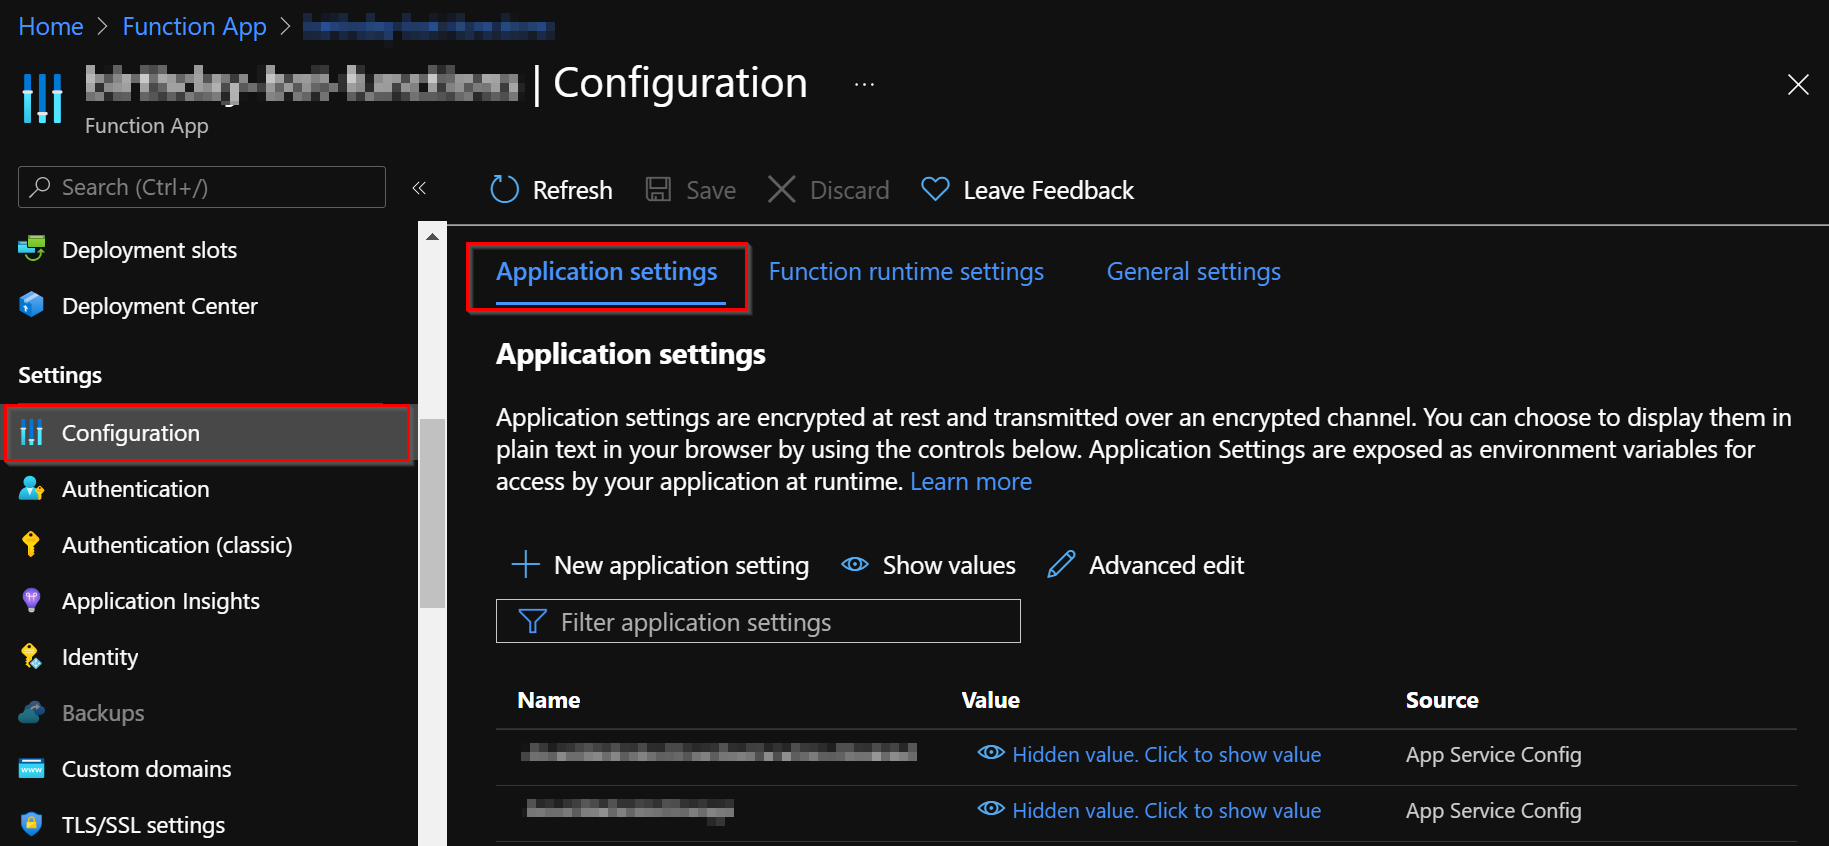 Home > Function App >
| Configuration ...
Function App
Search (Ctrl+/)
«
Refresh
Save
Discard
Leave Feedback
Deployment slots
Deployment Center
Settings
Configuration
Authentication
Authentication (classic)
Application Insights
Identity
Backups
Custom domains
TLS/SSL settings
Application settings
Function runtime settings
General settings
Application settings
Application settings are encrypted at rest and transmitted over an encrypted channel. You can choose to display them in
plain text in your browser by using the controls below. Application Settings are exposed as environment variables for
access by your application at runtime. Learn more
New application setting
Show values
Advanced edit
Filter application settings
Name Value Source
Hidden value. Click to show value App Service Config
Hidden value. Click to show value App Service Config